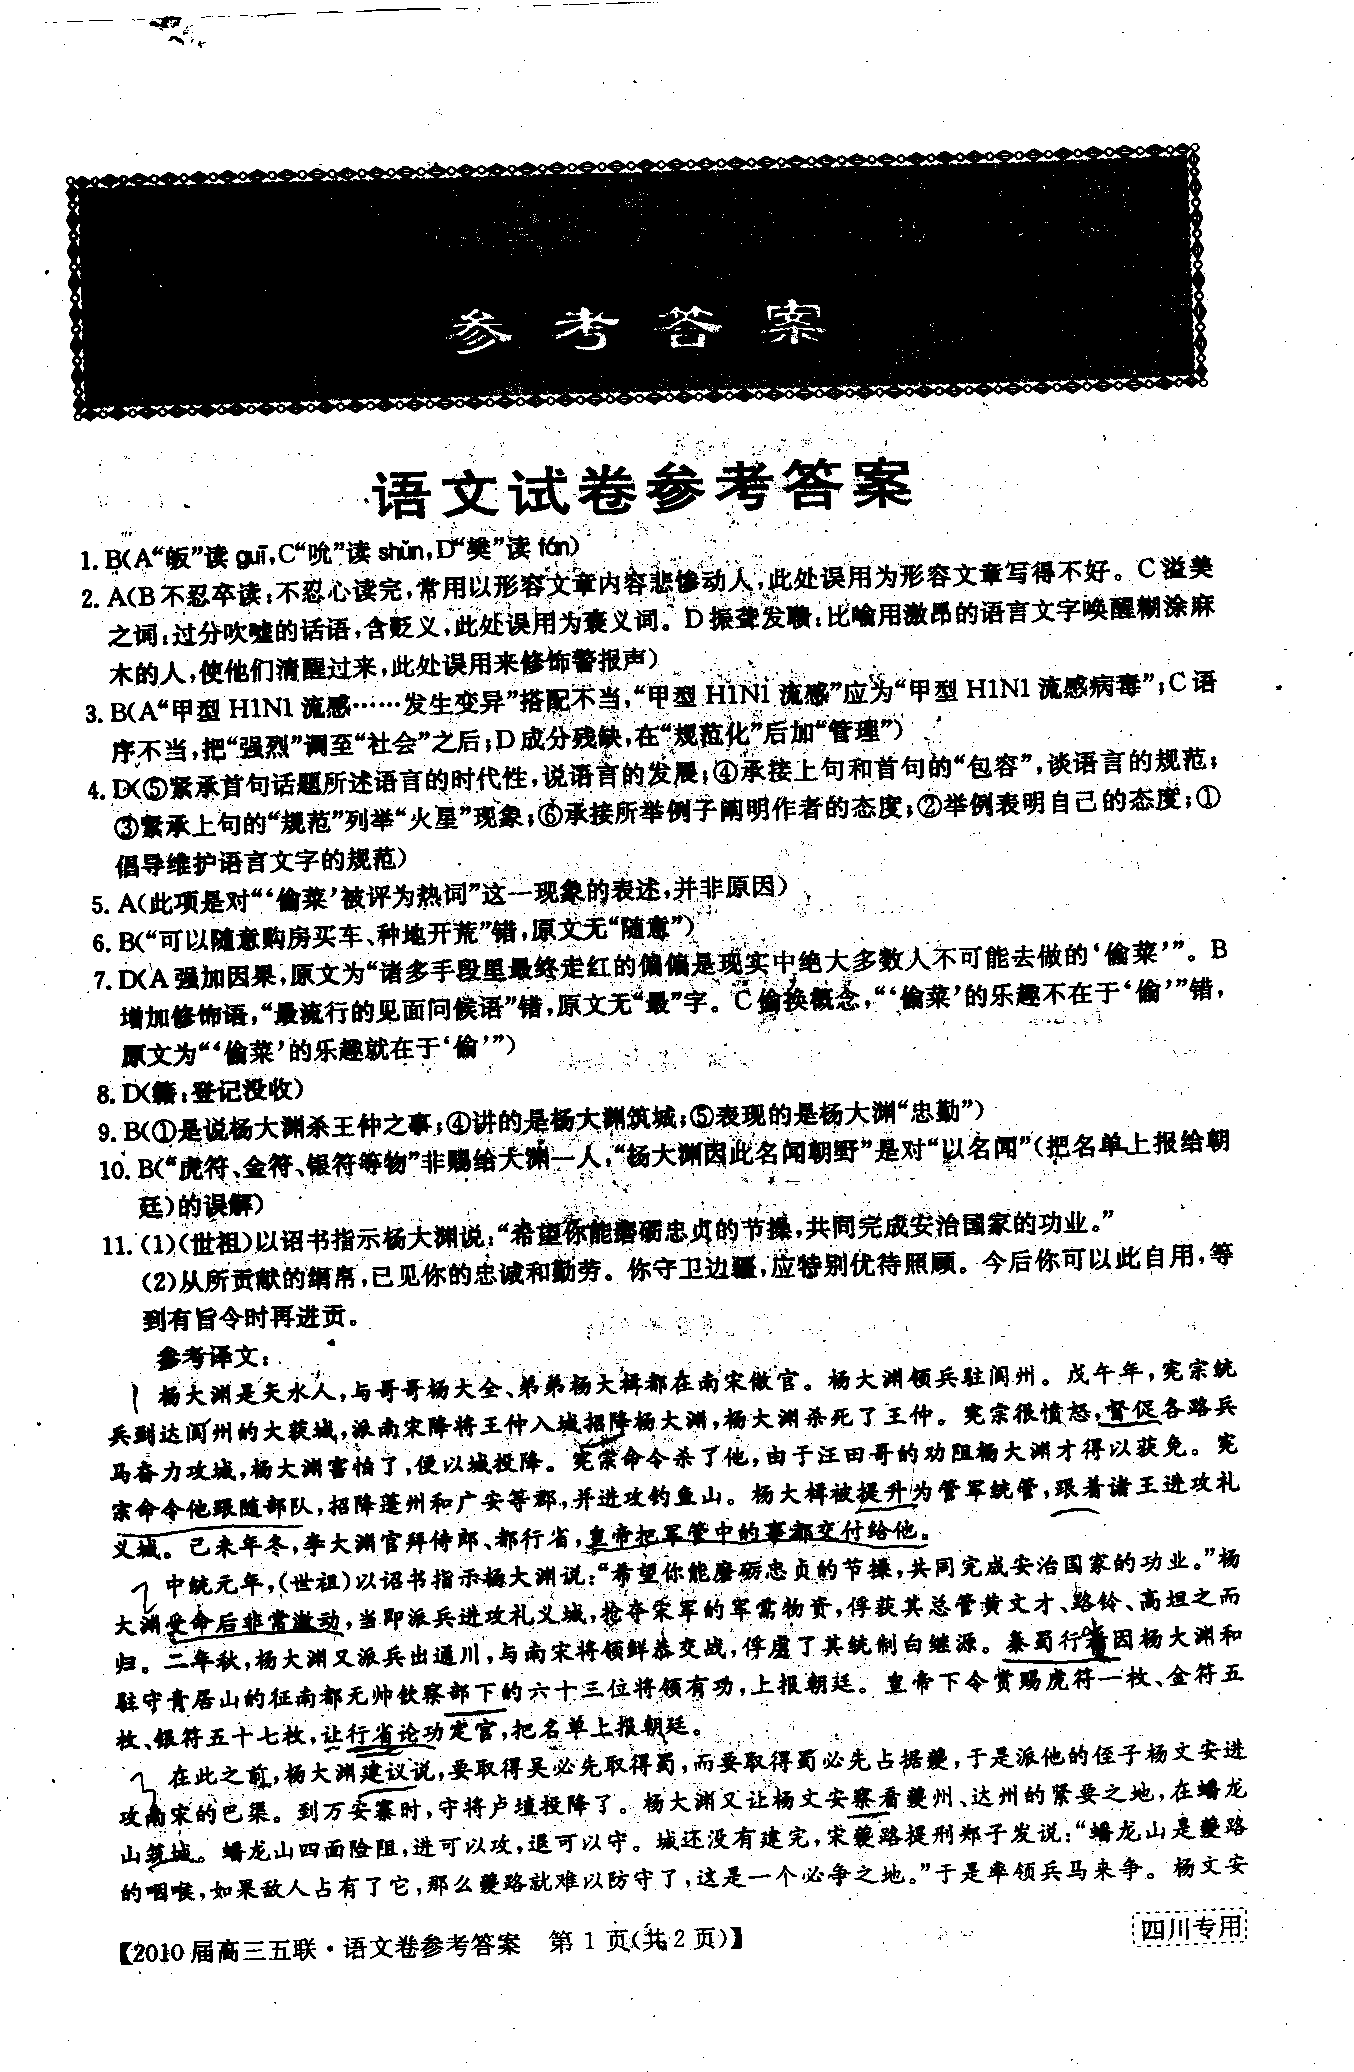 参考答案
语文试卷参考答案
1. B(A“皈”读 guī,C“吮”读 shǔn,D“樊”读 fán)
2. A(B 不忍卒读:不忍心读完,常用以形容文章内容悲惨动人,此处误用为形容文章写得不好。C 溢美
之词:过分吹嘘的话语,含贬义,此处误用为褒义词。D 振聋发聩:比喻用激昂的语言文字唤醒糊涂麻
木的人,使他们清醒过来,此处误用来修饰警报声)
3. B(A“甲型 H1N1 流感……发生变异”搭配不当,“甲型 H1N1 流感”应为“甲型 H1N1 流感病毒”;C 语
序不当,把“强烈”调至“社会”之后;D 成分残缺,在“规范化”后加“管理”)
4. D(⑤紧承首句话题所述语言的时代性,说语言的发展;④承接上句和首句的“包容”,谈语言的规范;
③紧承上句的“规范”列举“火星”现象;⑥承接所举例子阐明作者的态度;②举例表明自己的态度;①
倡导维护语言文字的规范)
5. A(此项是对“‘偷菜’被评为热词”这一现象的表述,并非原因)
6. B(“可以随意购房买车、种地开荒”错,原文无“随意”)
7. D(A 强加因果,原文为“诸多手段里最终走红的偏偏是现实中绝大多数人不可能去做的‘偷菜’”。B
增加修饰语,“最流行的见面问候语”错,原文无“最”字。C 偷换概念,“‘偷菜’的乐趣不在于‘偷’”错,
原文为“‘偷菜’的乐趣就在于‘偷’”)
8. D(籍:登记没收)
9. B(①是说杨大渊杀王仲之事;④讲的是杨大渊筑城;⑤表现的是杨大渊“忠勤”)
10. B(“虎符、金符、银符等物”非赐给大渊一人,“杨大渊因此名闻朝野”是对“以名闻”(把名单上报给朝
廷)的误解)
11. (1)(世祖)以诏书指示杨大渊说:“希望你能磨砺忠贞的节操,共同完成安治国家的功业。”
(2)从所贡献的绢帛,已见你的忠诚和勤劳。你守卫边疆,应特别优待照顾。今后你可以此自用,等
到有旨令时再进贡。
参考译文:
杨大渊是天水人,与哥哥杨大全、弟弟杨大楫都在南宋做官。杨大渊领兵驻阆州。戊午年,宪宗统
兵到达阆州的大获城,派南宋降将王仲入城招降杨大渊,杨大渊杀死了王仲。宪宗很愤怒,督促各路兵
马奋力攻城,杨大渊害怕了,便以城投降。宪宗命令杀了他,由于汪田哥的劝阻杨大渊才得以获免。宪
宗命令他跟随部队,招降蓬州和广安等郡,并进攻钓鱼山。杨大楫被提升为管军统管,跟着诸王进攻礼
义城。己未年冬,李大渊官拜侍郎、都行省,皇帝把军管中的事都交付给他。
中统元年,(世祖)以诏书指示杨大渊说:“希望你能磨砺忠贞的节操,共同完成安治国家的功业。”杨
大渊受命后非常激动,当即派兵进攻礼义城,抢夺宋军的军需物资,俘获其总管黄文才、路铃、高坦之而
归。二年秋,杨大渊又派兵出通川,与南宋将领鲜恭交战,俘虏了其统制白继源。秦蜀行省因杨大渊和
驻守青居山的征南都元帅钦察部下的六十三位将领有功,上报朝廷。皇帝下令赏赐虎符一枚、金符五
枚、银符五十七枚,让行省论功定官,把名单上报朝廷。
在此之前,杨大渊建议说,要取得吴必先取得蜀,而要取得蜀必先占据夔,于是派他的侄子杨文安进
攻南宋的巴渠。到万安寨时,守将卢埴投降了。杨大渊又让杨文安察看夔州、达州的紧要之地,在蟠龙
山筑城。蟠龙山四面险阻,进可以攻,退可以守。城还没有建完,宋夔路提刑郑子发说:“蟠龙山是夔路
的咽喉,如果敌人占有了它,那么夔路就难以防守了,这是一个必争之地。”于是率领兵马来争。杨文安
【2010 届高三五联·语文卷参考答案 第 1 页(共 2 页)】
四川专用